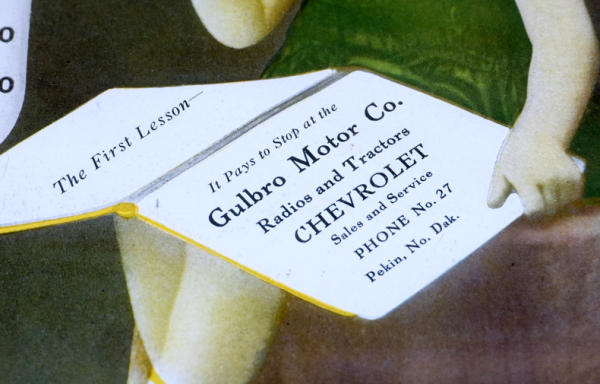 o
o
The First Lesson—
It Pays to Stop at the
Gulbro Motor Co.
Radios and Tractors
CHEVROLET
Sales and Service
PHONE No. 27
Pekin, No. Dak.